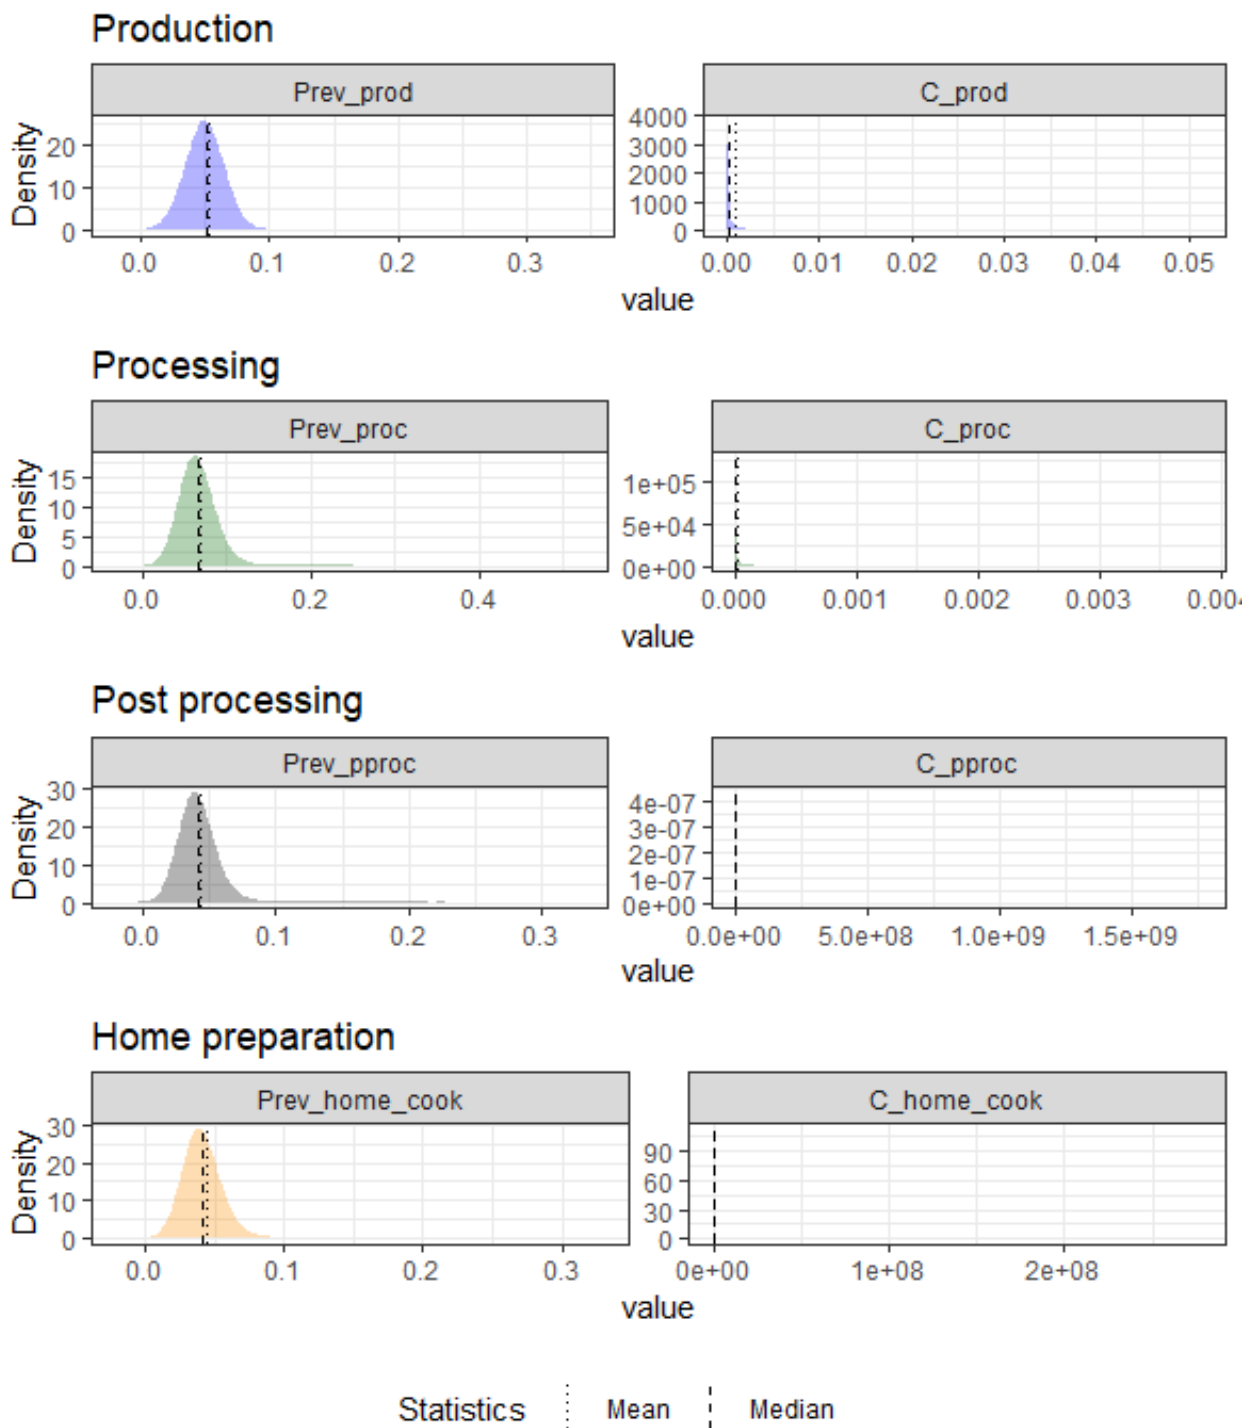 Production
Prev_prod C_prod
Density
20
10
0
4000
3000
2000
1000
0
0.0 0.1 0.2 0.3
0.00 0.01 0.02 0.03 0.04 0.05
value
Processing
Prev_proc C_proc
Density
15
10
5
0
1e+05
5e+04
0e+00
0.0 0.2 0.4
0.000 0.001 0.002 0.003 0.004
value
Post processing
Prev_pproc C_pproc
Density
30
20
10
0
4e-07
3e-07
2e-07
1e-07
0e+00
0.0 0.1 0.2 0.3
0.0e+00 5.0e+08 1.0e+09 1.5e+09
value
Home preparation
Prev_home_cook C_home_cook
Density
30
20
10
0
90
60
30
0
0.0 0.1 0.2 0.3
0e+00 1e+08 2e+08
value
Statistics Mean Median